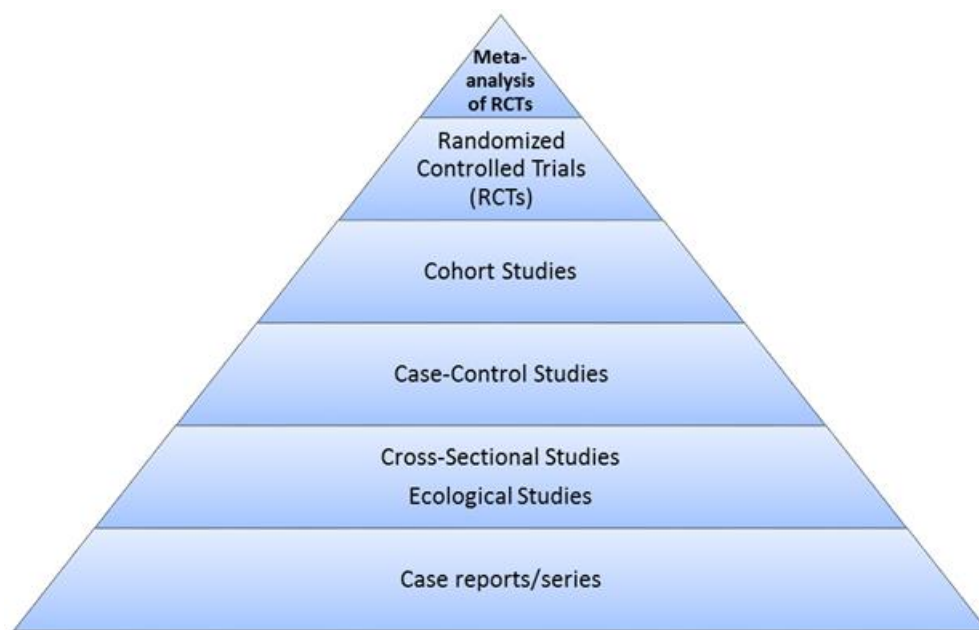 Meta-
analysis
of RCTs
Randomized
Controlled Trials
(RCTs)
Cohort Studies
Case-Control Studies
Cross-Sectional Studies
Ecological Studies
Case reports/series